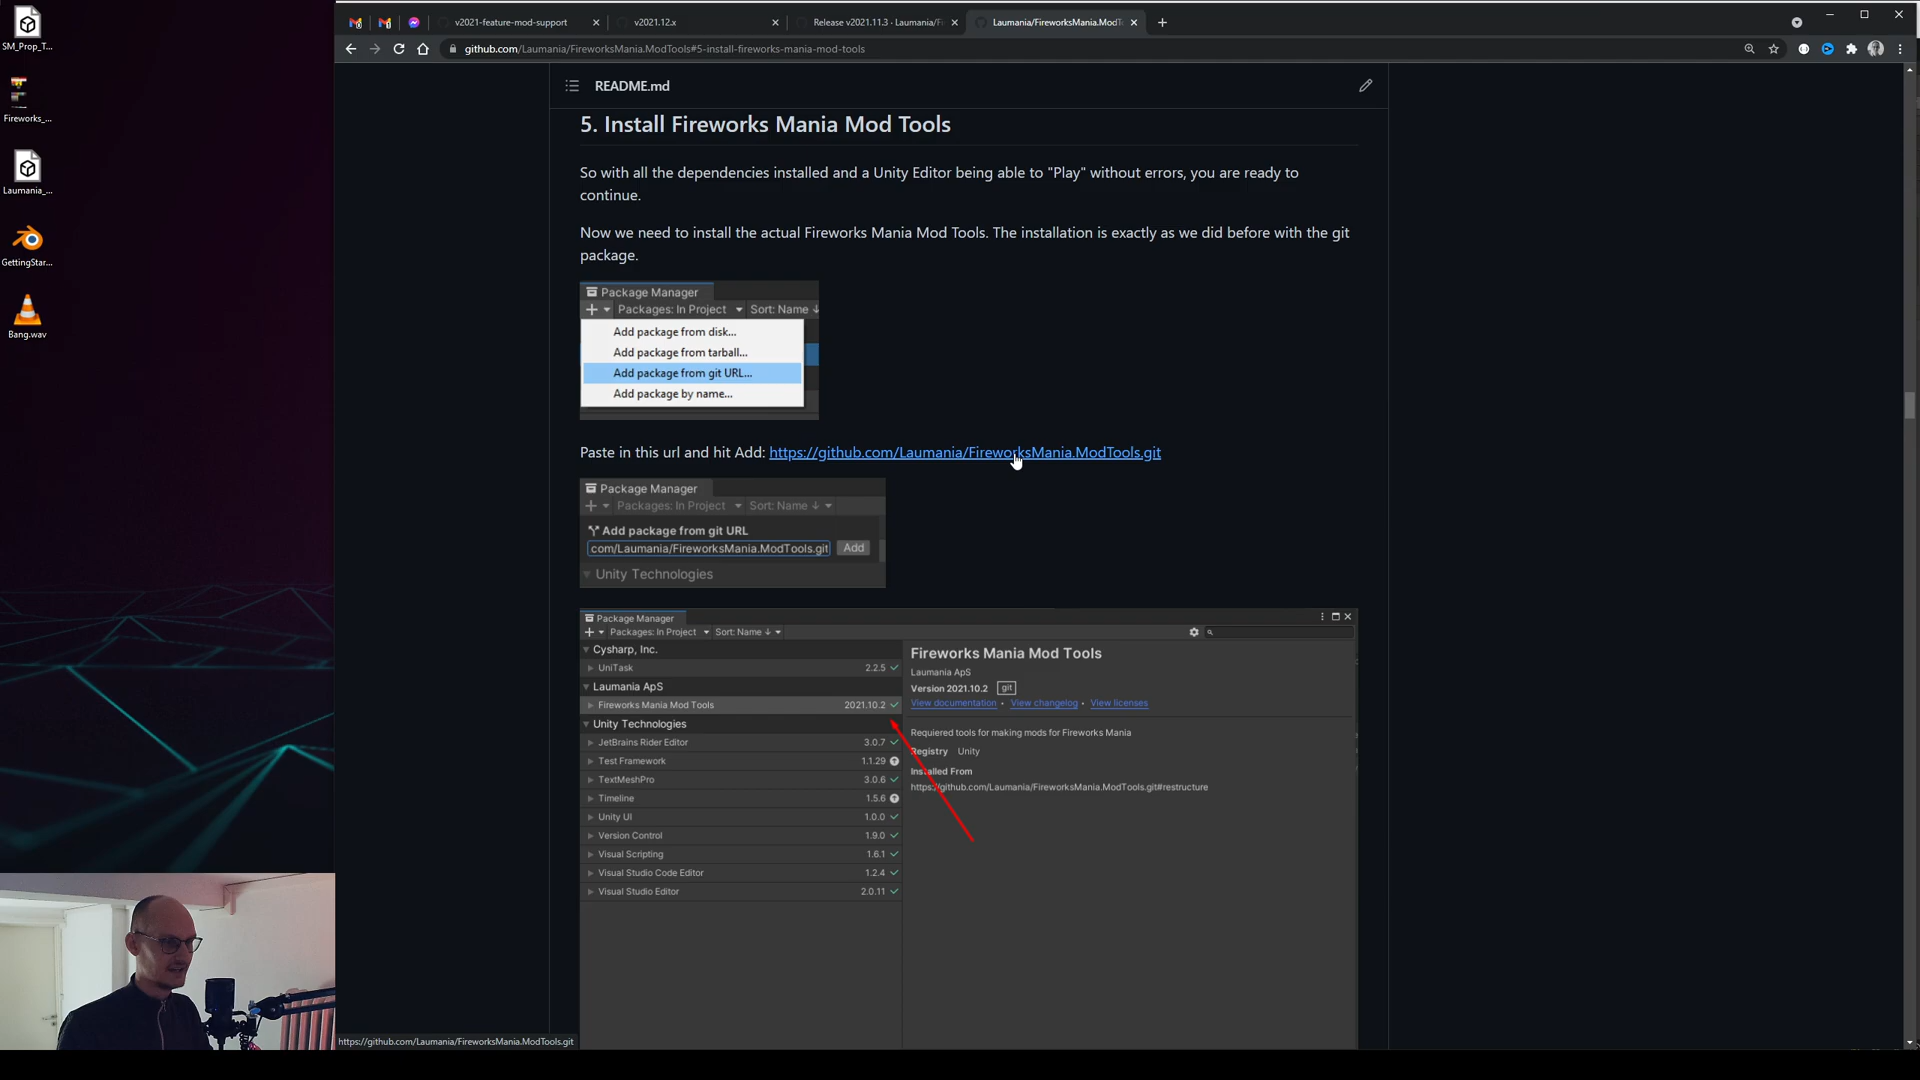 SM_Prop_T...
Fireworks_...
Laumania_...
GettingStar...
Bang.wav
v2021-feature-mod-support
v2021.12.x
Release v2021.11.3 · Laumania/Fi
Laumania/FireworksMania.ModT
github.com/Laumania/FireworksMania.ModTools#5-install-fireworks-mania-mod-tools
README.md
5. Install Fireworks Mania Mod Tools
So with all the dependencies installed and a Unity Editor being able to "Play" without errors, you are ready to
continue.
Now we need to install the actual Fireworks Mania Mod Tools. The installation is exactly as we did before with the git
package.
Package Manager
+ Packages: In Project Sort: Name ↓
Add package from disk...
Add package from tarball...
Add package from git URL...
Add package by name...
Paste in this url and hit Add: https://github.com/Laumania/FireworksMania.ModTools.git
Package Manager
+ Packages: In Project Sort: Name ↓
Add package from git URL
com/Laumania/FireworksMania.ModTools.git Add
Unity Technologies
Package Manager
+ Packages: In Project Sort: Name ↓
Cysharp, Inc.
UniTask 2.2.5
Laumania ApS
Fireworks Mania Mod Tools 2021.10.2
Unity Technologies
JetBrains Rider Editor 3.0.7
Test Framework 1.1.29
TextMeshPro 3.0.6
Timeline 1.5.6
Unity UI 1.0.0
Version Control 1.9.0
Visual Scripting 1.6.1
Visual Studio Code Editor 1.2.4
Visual Studio Editor 2.0.11
Fireworks Mania Mod Tools
Laumania ApS
Version 2021.10.2 git
View documentation • View changelog • View licenses
Requiered tools for making mods for Fireworks Mania
Registry Unity
Installed From
https://github.com/Laumania/FireworksMania.ModTools.git#restructure
https://github.com/Laumania/FireworksMania.ModTools.git